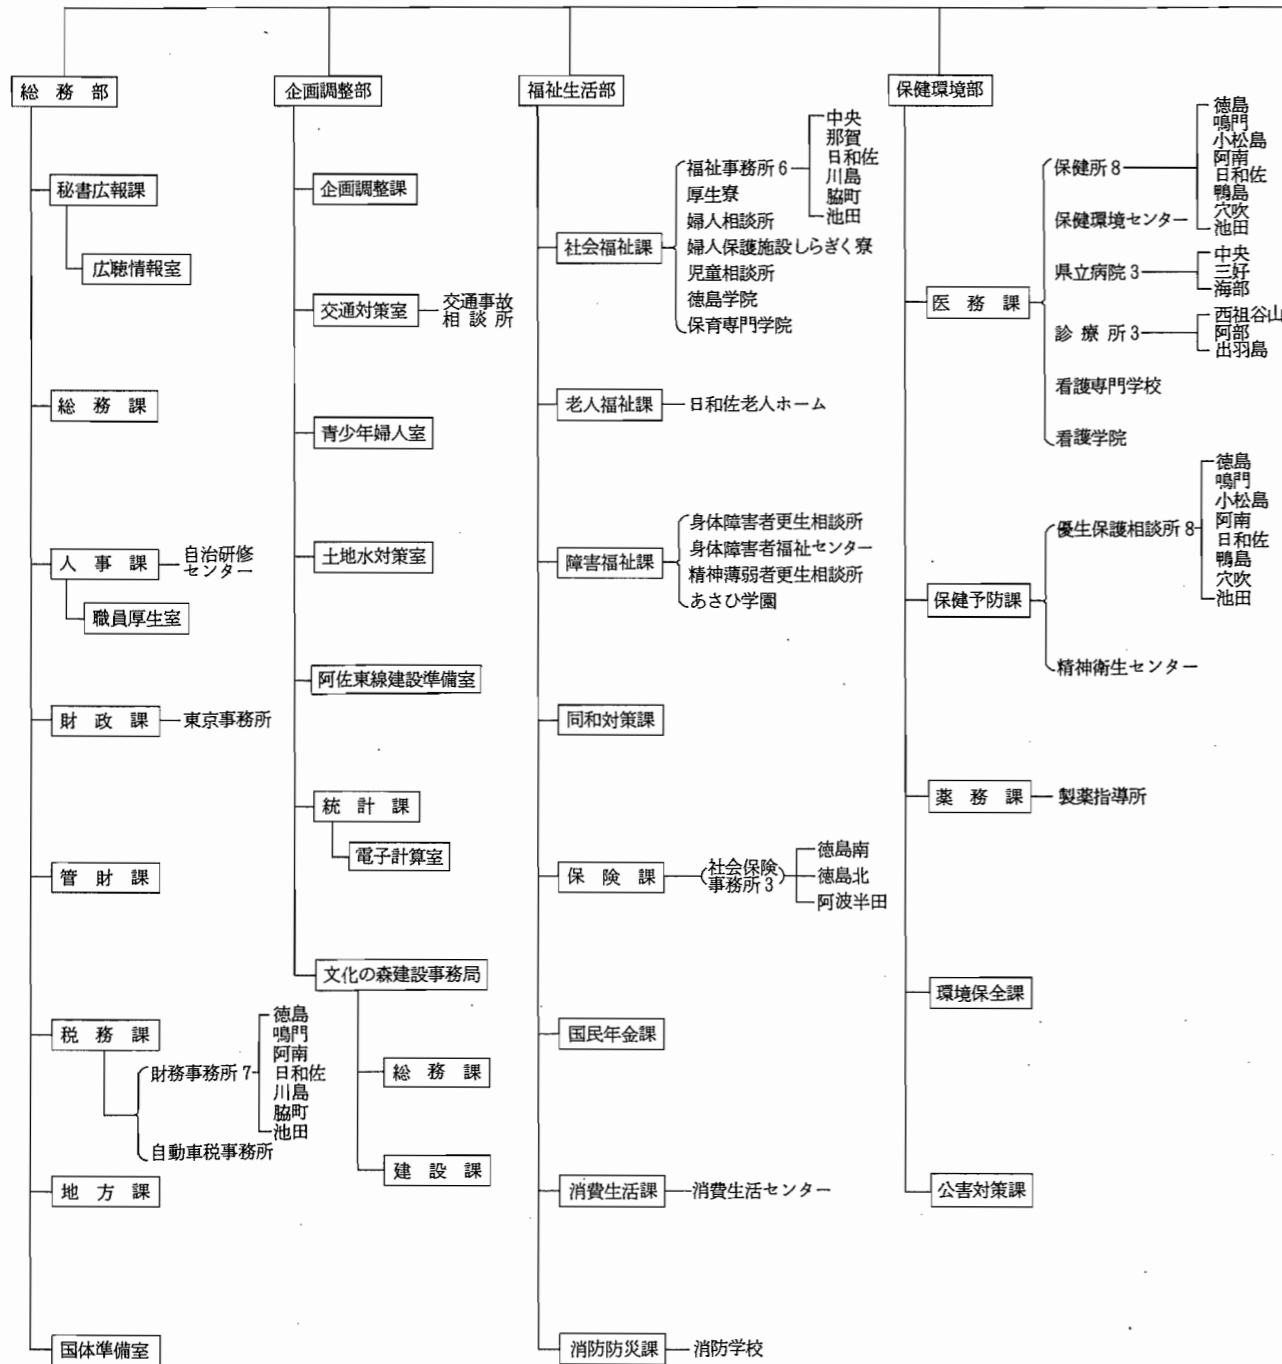 総務部
秘書広報課
広聴情報室
総務課
人事課
自治研修
センター
職員厚生室
財政課
東京事務所
管財課
税務課
財務事務所7
徳島
鳴門
阿南
日和佐
川島
脇町
池田
自動車税事務所
地方課
国体準備室
企画調整部
企画調整課
交通対策室
交通事故
相談所
青少年婦人室
土地水対策室
阿佐東線建設準備室
統計課
電子計算室
文化の森建設事務局
総務課
建設課
福祉生活部
社会福祉課
福祉事務所6
中央
那賀
日和佐
川島
脇町
池田
厚生寮
婦人相談所
婦人保護施設しらぎく寮
児童相談所
徳島学院
保育専門学院
老人福祉課
日和佐老人ホーム
障害福祉課
身体障害者更生相談所
身体障害者福祉センター
精神薄弱者更生相談所
あさひ学園
同和対策課
保険課
(社会保険
事務所3)
徳島南
徳島北
阿波半田
国民年金課
消費生活課
消費生活センター
消防防災課
消防学校
保健環境部
医務課
保健所8
徳島
鳴門
小松島
阿南
日和佐
鴨島
穴吹
池田
保健環境センター
県立病院3
中央
三好
海部
診療所3
西祖谷山
阿部
出羽島
看護専門学校
看護学院
保健予防課
優生保護相談所8
徳島
鳴門
小松島
阿南
日和佐
鴨島
穴吹
池田
精神衛生センター
薬務課
製薬指導所
環境保全課
公害対策課